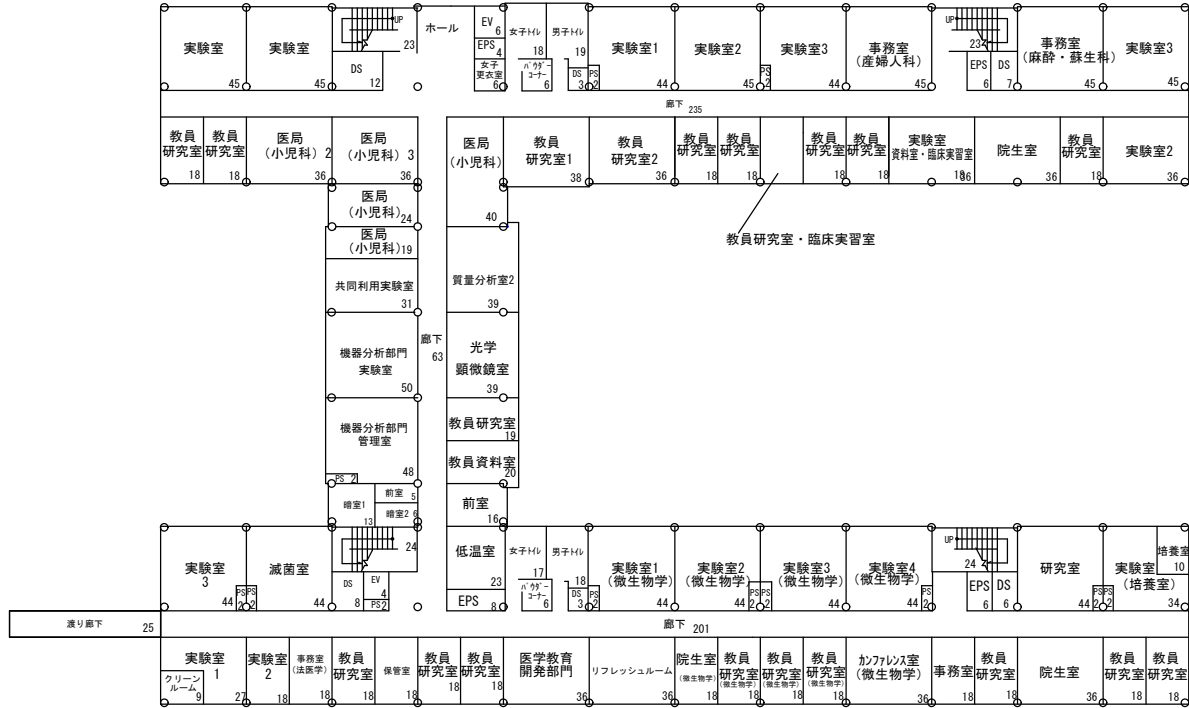 実験室
45
実験室
45
UP
23
DS
12
ホール
EV
6
EPS
4
女子
更衣室
6
女子トイレ
18
パウダー
コーナー
6
男子トイレ
19
DS
3
PS
2
実験室1
44
実験室2
45
PS
2
実験室3
44
事務室
(産婦人科)
45
UP
23
EPS
6
DS
7
事務室
(麻酔・蘇生科)
45
実験室3
45
廊下
235
教員
研究室
18
教員
研究室
18
医局
(小児科) 2
36
医局
(小児科) 3
36
医局
(小児科)
40
教員
研究室1
38
教員
研究室2
36
教員
研究室
18
教員
研究室
18
18
教員
研究室
18
教員
研究室
18
実験室
資料室・臨床実習室
18
36
院生室
36
教員
研究室
18
実験室2
36
教員研究室・臨床実習室
医局
(小児科)
24
医局
(小児科)
19
共同利用実験室
31
機器分析部門
実験室
50
機器分析部門
管理室
48
PS 2
暗室1
13
前室
5
暗室2
6
廊下
63
質量分析室2
39
光学
顕微鏡室
39
教員研究室
19
教員資料室
20
前室
16
実験室
3
44
PS
2
PS
2
滅菌室
44
24
DS
8
EV
4
PS 2
低温室
23
EPS
8
女子トイレ
17
パウダー
コーナー
6
男子トイレ
18
DS
3
PS
2
実験室1
(微生物学)
44
実験室2
(微生物学)
44
PS
2
PS
2
実験室3
(微生物学)
44
実験室4
(微生物学)
44
PS
2
UP
24
EPS
6
DS
6
研究室
44
PS
2
PS
2
実験室
(培養室)
34
培養室
10
渡り廊下
25
廊下
201
実験室
1
27
クリーン
ルーム
9
実験室
2
18
事務室
(法医学)
18
教員
研究室
18
保管室
18
教員
研究室
18
教員
研究室
18
医学教育
開発部門
36
リフレッシュルーム
36
院生室
(微生物学)
18
教員
研究室
(微生物学)
18
教員
研究室
(微生物学)
18
教員
研究室
(微生物学)
18
カンファレンス室
(微生物学)
36
事務室
18
教員
研究室
18
院生室
36
教員
研究室
18
教員
研究室
18